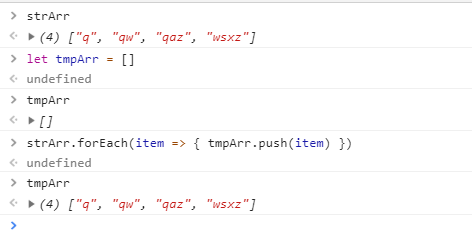 strArr
(4) ["q", "qw", "qaz", "wsxz"]
let tmpArr = []
undefined
tmpArr
[]
strArr.forEach(item => { tmpArr.push(item) })
undefined
tmpArr
(4) ["q", "qw", "qaz", "wsxz"]